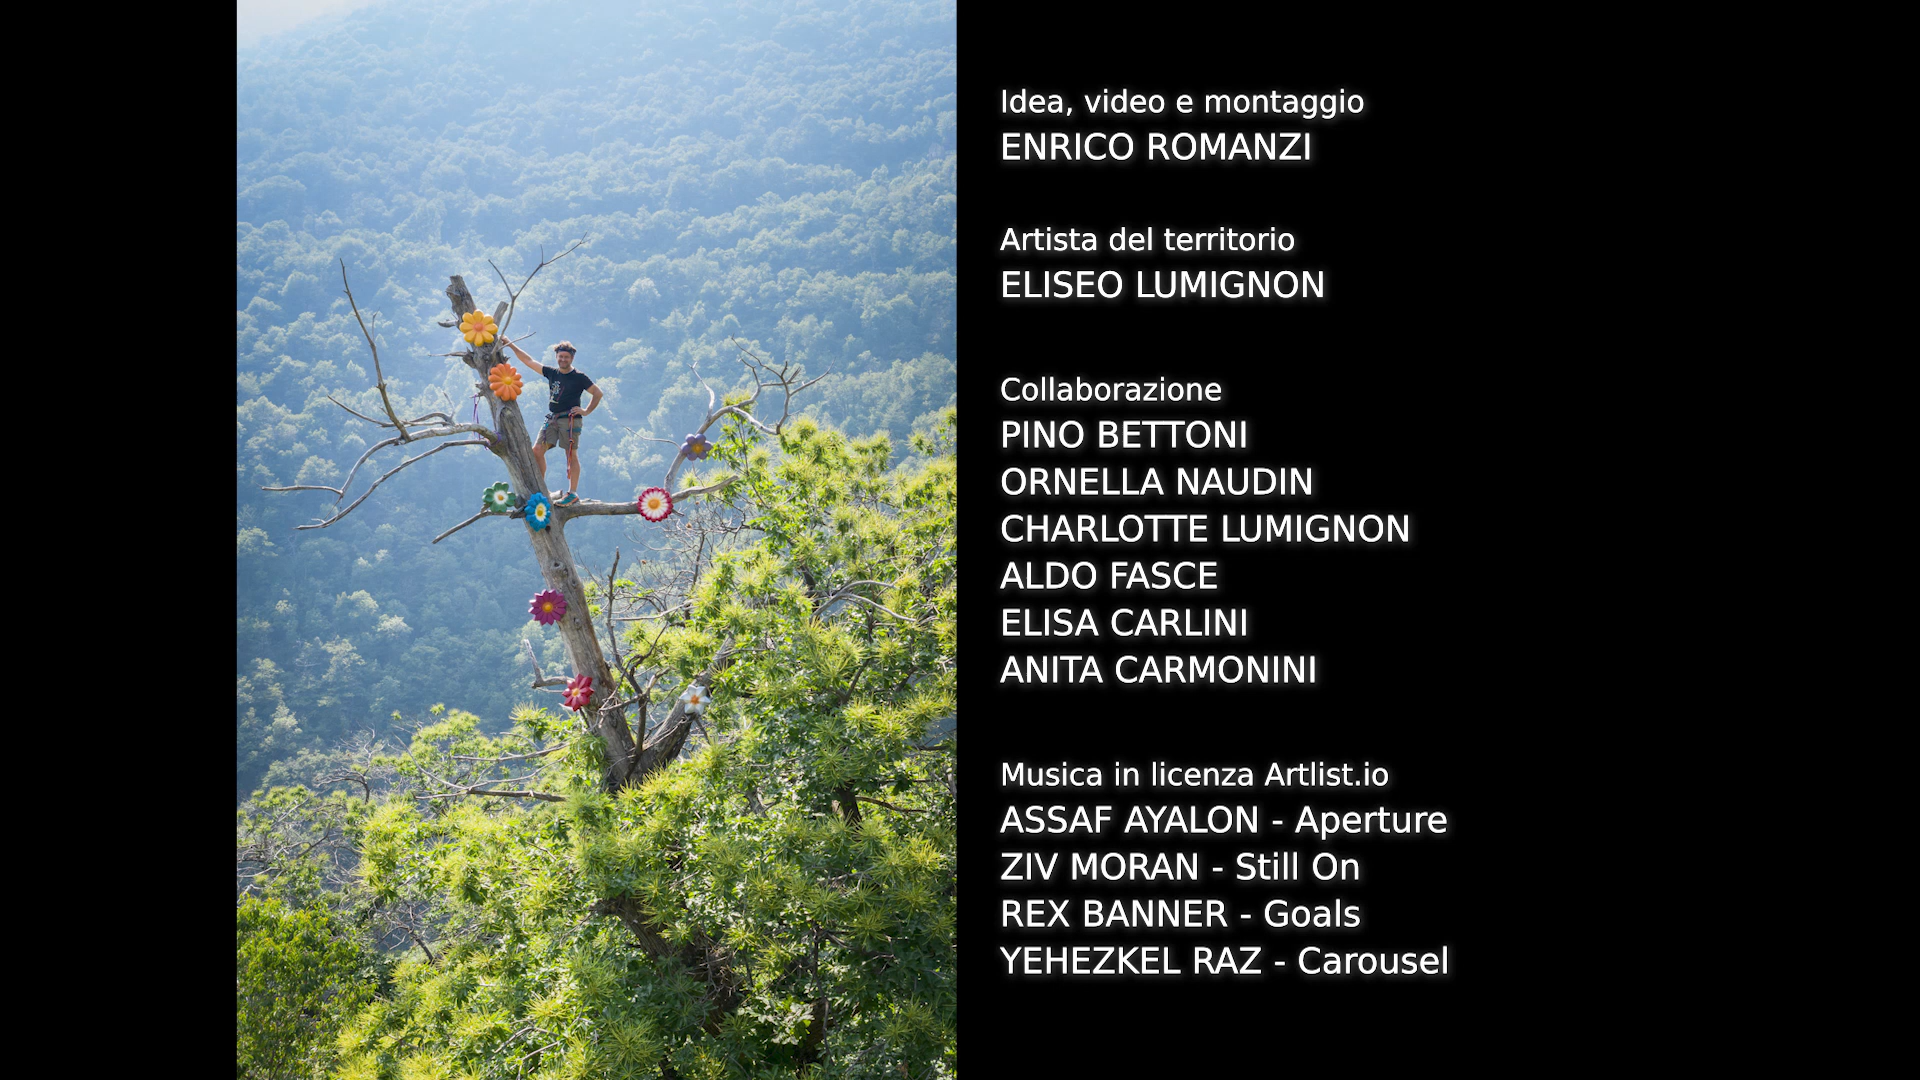 Idea, video e montaggio
ENRICO ROMANZI
Artista del territorio
ELISEO LUMIGNON
Collaborazione
PINO BETTONI
ORNELLA NAUDIN
CHARLOTTE LUMIGNON
ALDO FASCE
ELISA CARLINI
ANITA CARMONINI
Musica in licenza Artlist.io
ASSAF AYALON - Aperture
ZIV MORAN - Still On
REX BANNER - Goals
YEHEZKEL RAZ - Carousel